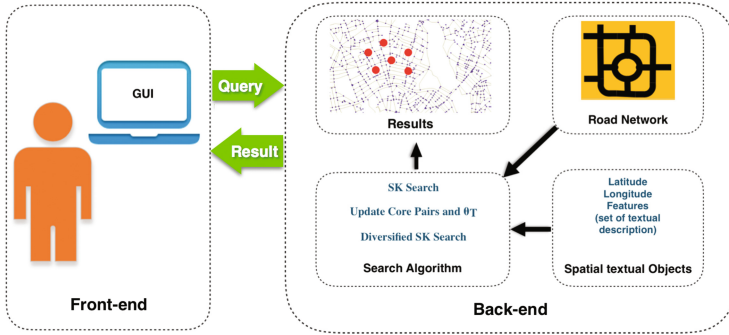 GUI
Query
Result
Front-end
Results
Road Network
SK Search
Update Core Pairs and θT
Diversified SK Search
Search Algorithm
Latitude
Longitude
Features
(set of textual
description)
Spatial textual Objects
Back-end